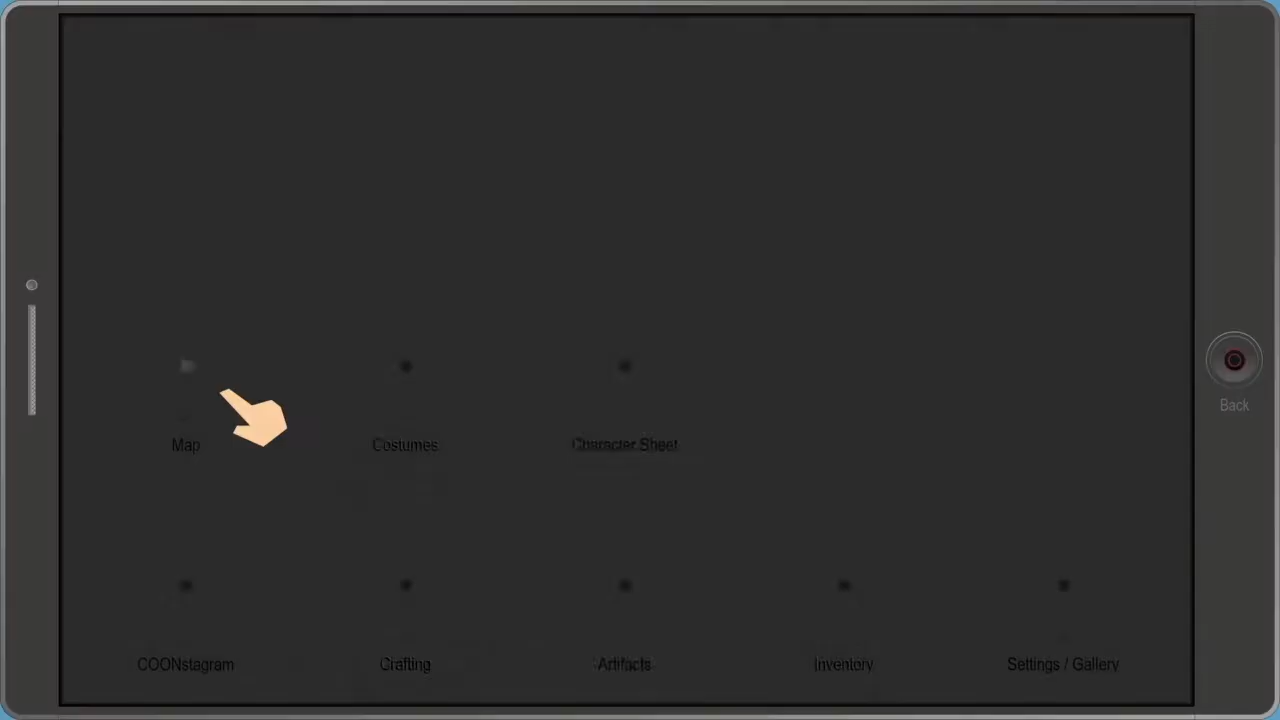 Back
Map
Costumes
Character Sheet
COONstagram
Crafting
Artifacts
Inventory
Settings / Gallery